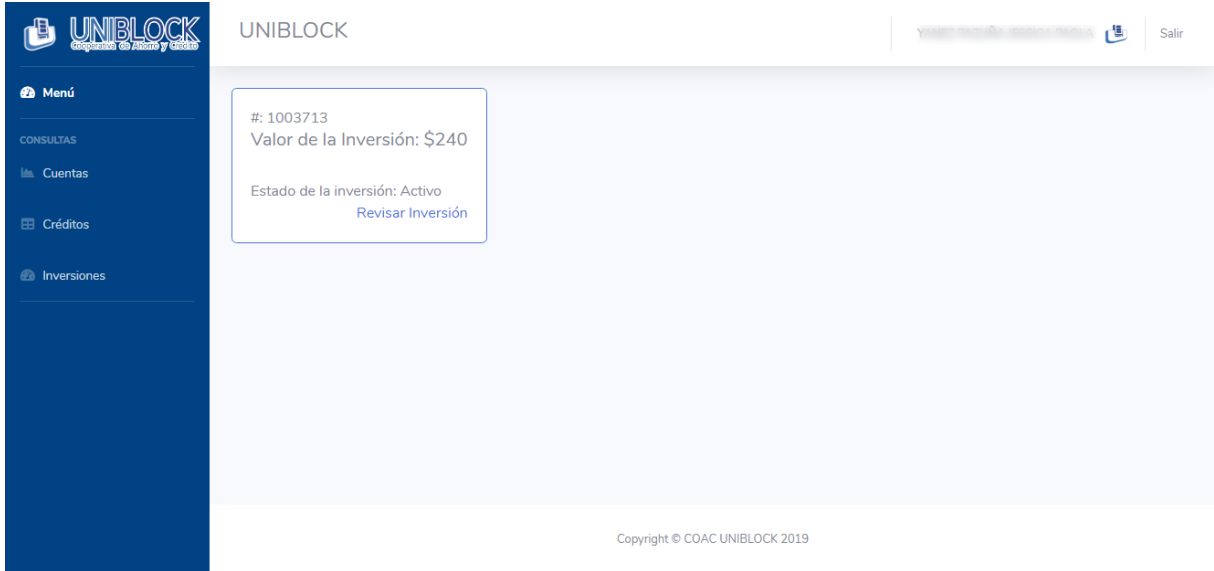 UNIBLOCK
Cooperativa de Ahorro y Crédito
Menú
CONSULTAS
Cuentas
Créditos
Inversiones
UNIBLOCK
Salir
#: 1003713
Valor de la Inversión: $240
Estado de la inversión: Activo
Revisar Inversión
Copyright © COAC UNIBLOCK 2019